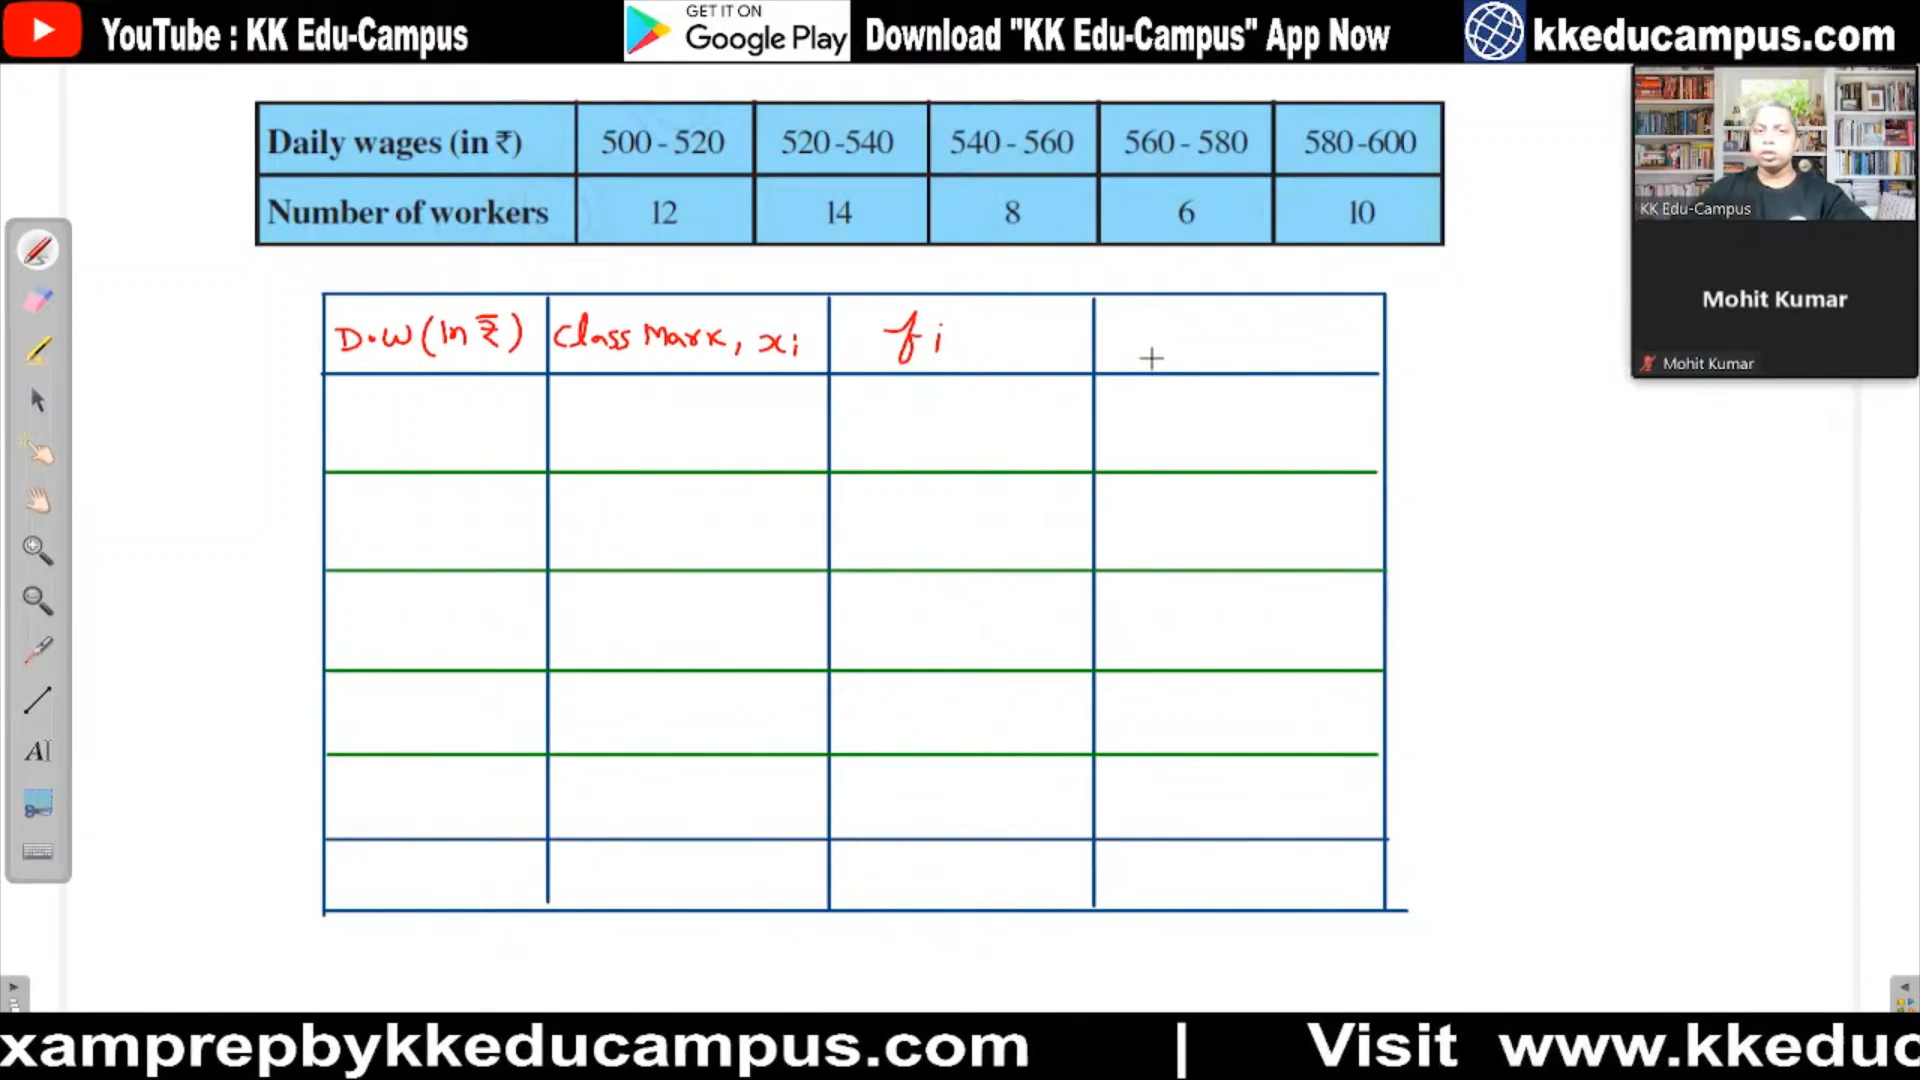 YouTube : KK Edu-Campus
GET IT ON
Google Play
Download "KK Edu-Campus" App Now
kkeducampus.com
Daily wages (in ₹) 500 - 520 520 -540 540 - 560 560 - 580 580 -600
Number of workers 12 14 8 6 10
KK Edu-Campus
Mohit Kumar
Mohit Kumar
D.W (In ₹) Class Mark, xi fi
A
xamprepbykkeducampus.com | Visit www.kkeduc